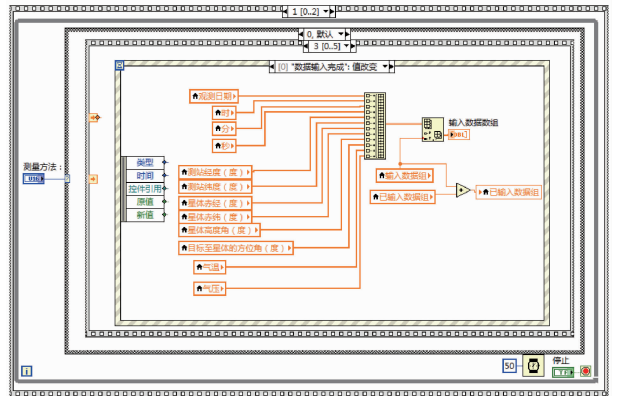 1 [0..2]
0, 默认
3 [0..5]
[0] "数据输入完成": 值改变
观测日期
时
分
秒
输入数据数组
DBL
测量方法:
U16
类型
时间
控件引用
原值
新值
测站经度(度)
测站纬度(度)
星体赤经(度)
星体赤纬(度)
星体高度角(度)
目标至星体的方位角(度)
气温
气压
输入数据组
已输入数据组
已输入数据组
i
50
停止
TF